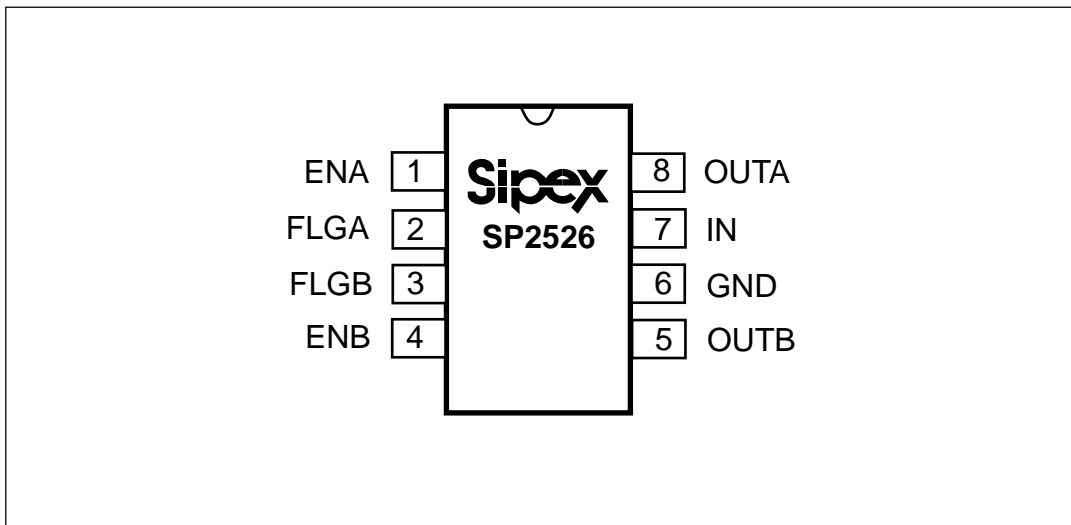 ENA 1 Sipex 8 OUTA
FLGA 2 SP2526 7 IN
FLGB 3 6 GND
ENB 4 5 OUTB